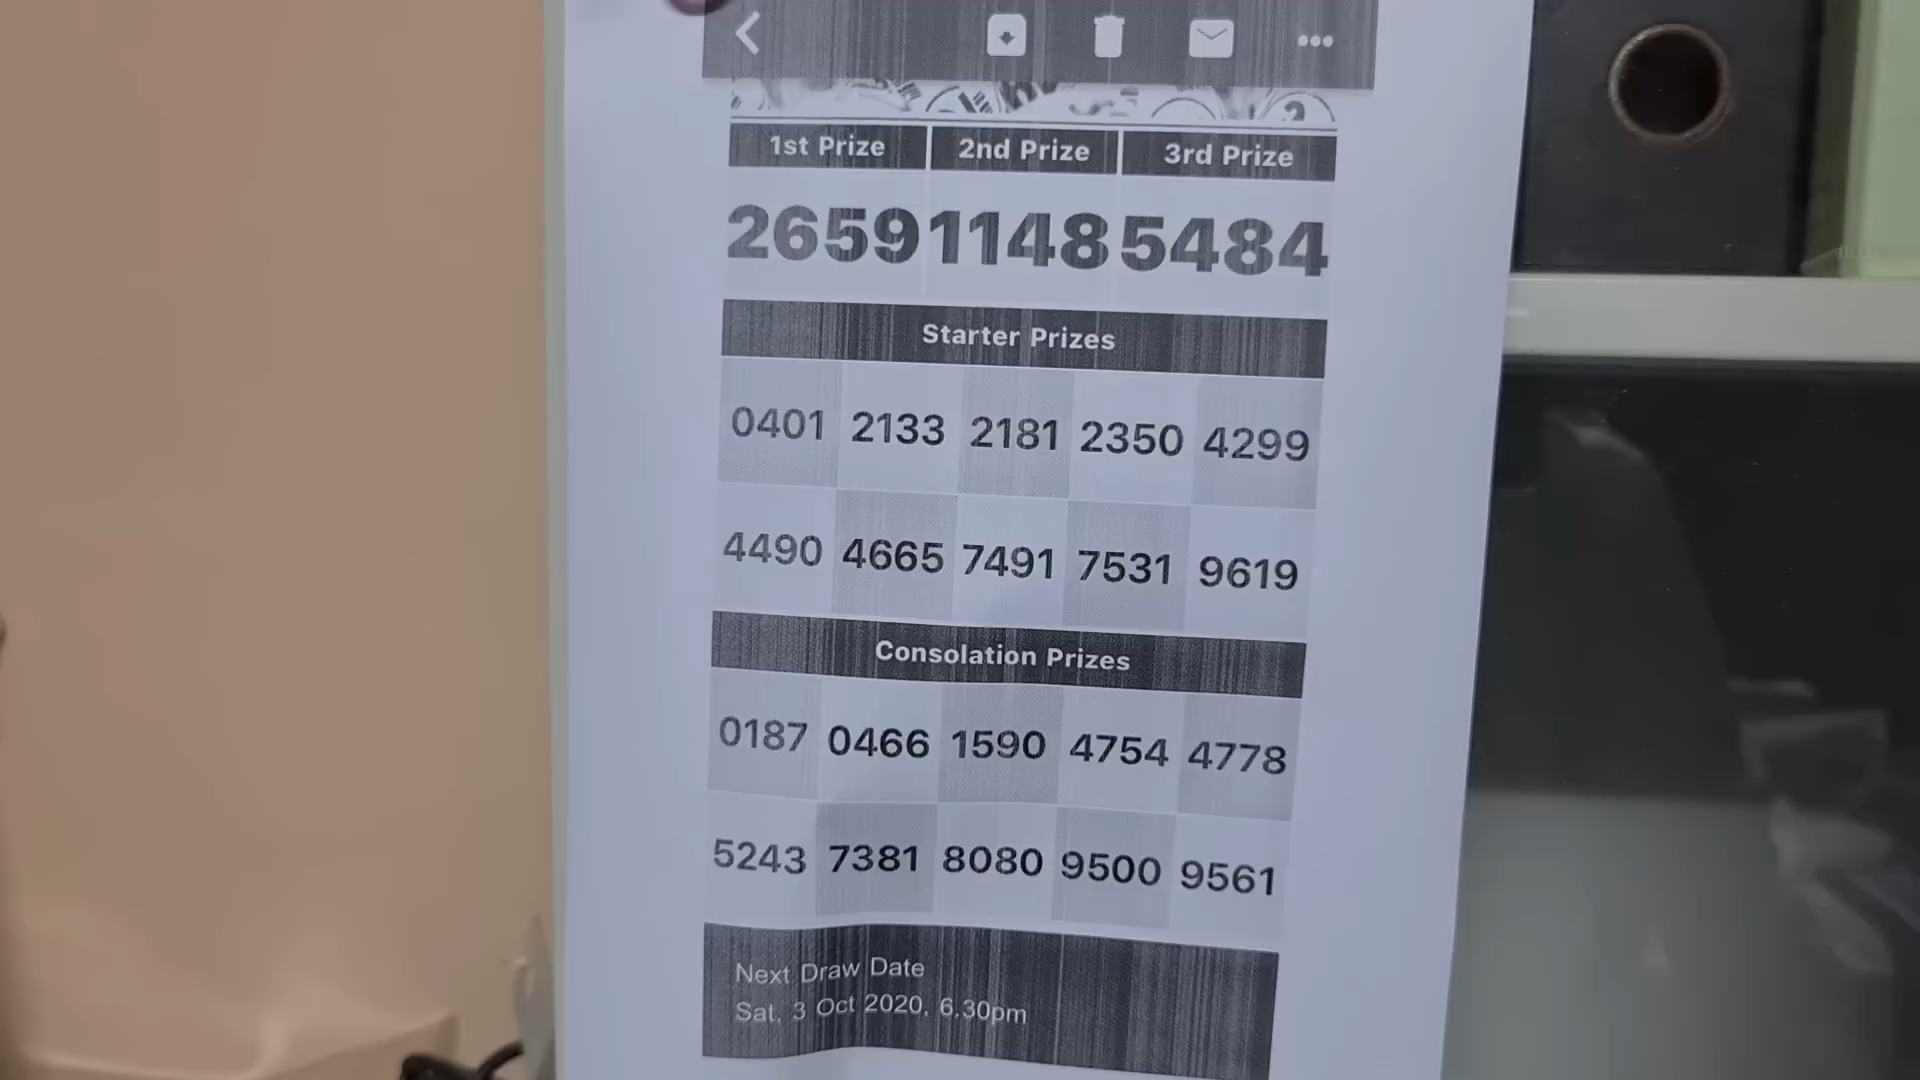 1st Prize 2nd Prize 3rd Prize
2659 1148 5484
Starter Prizes
0401 2133 2181 2350 4299
4490 4665 7491 7531 9619
Consolation Prizes
0187 0466 1590 4754 4778
5243 7381 8080 9500 9561
Next Draw Date
Sat, 3 Oct 2020, 6.30pm